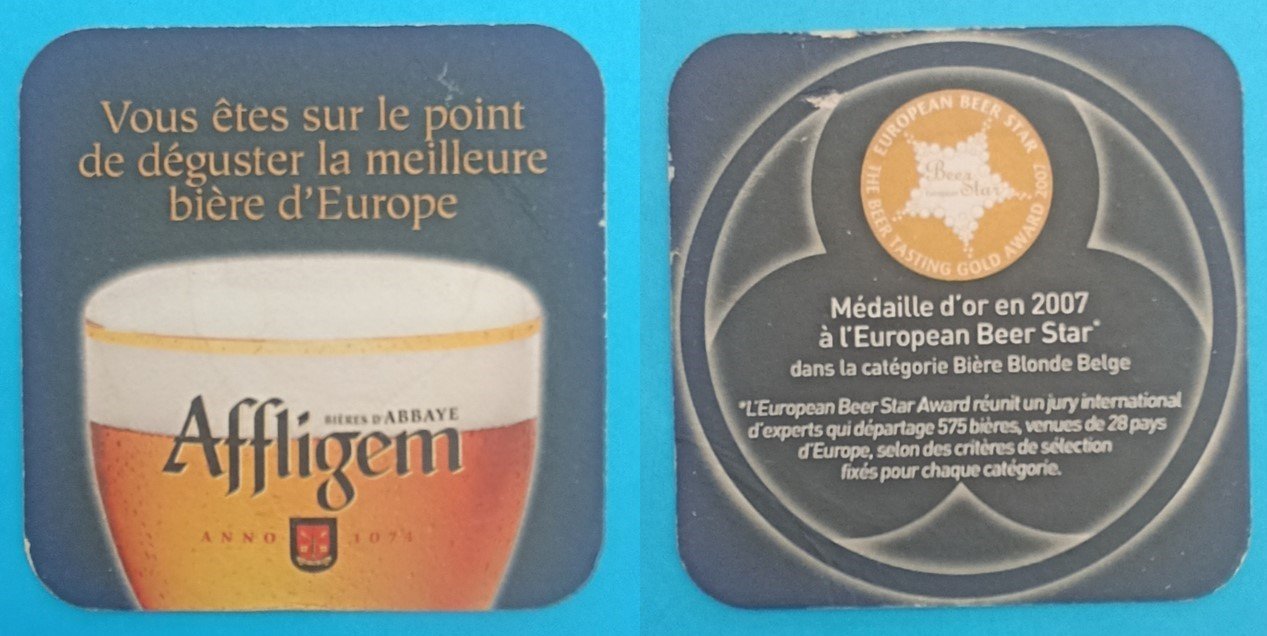 Vous êtes sur le point
de déguster la meilleure
bière d'Europe
BIÈRES D'ABBAYE
Affligem
ANNO 1074
EUROPEAN BEER STAR 2007
THE BEER TASTING GOLD AWARD
Beer
European Star
Médaille d'or en 2007
à l'European Beer Star*
dans la catégorie Bière Blonde Belge
*L'European Beer Star Award réunit un jury international
d'experts qui départage 575 bières, venues de 28 pays
d'Europe, selon des critères de sélection
fixés pour chaque catégorie.